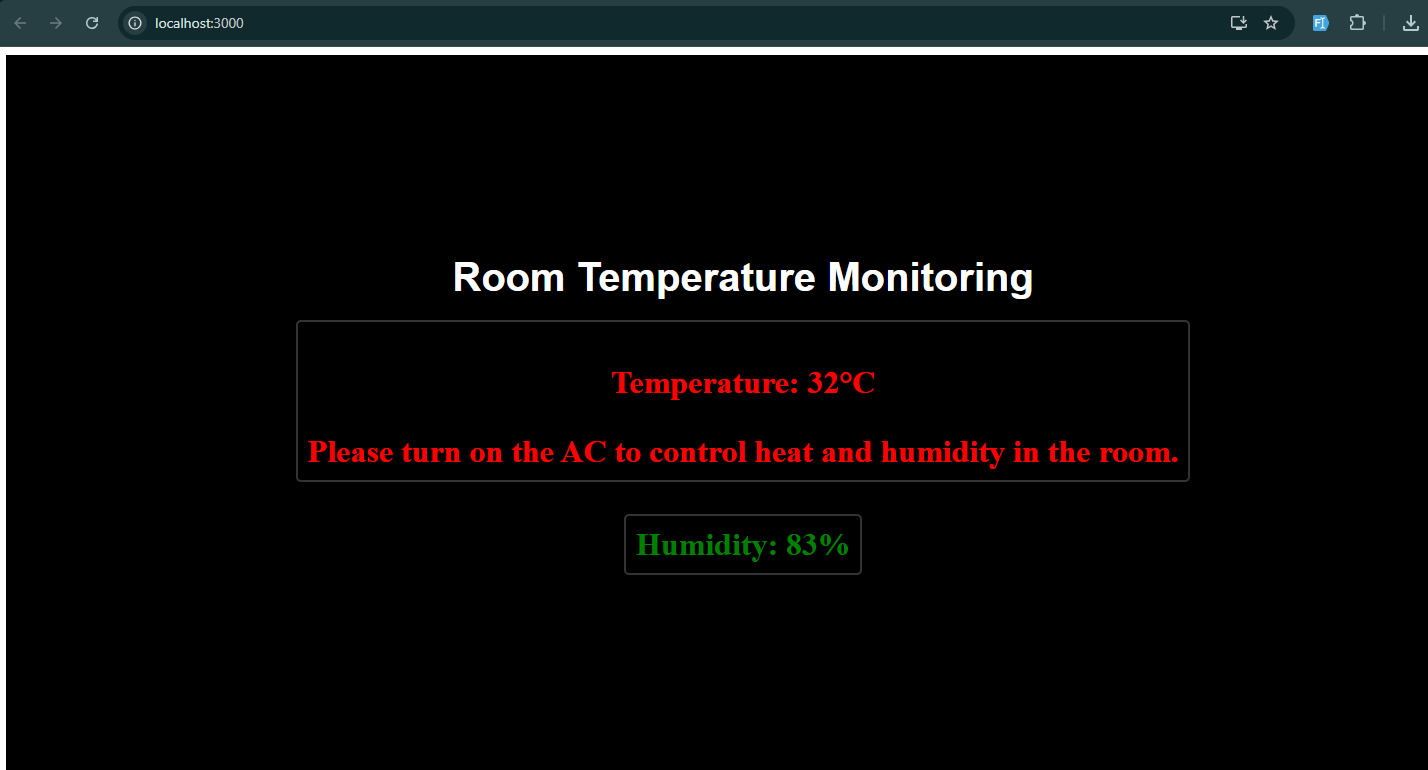 localhost:3000
Room Temperature Monitoring
Temperature: 32°C
Please turn on the AC to control heat and humidity in the room.
Humidity: 83%